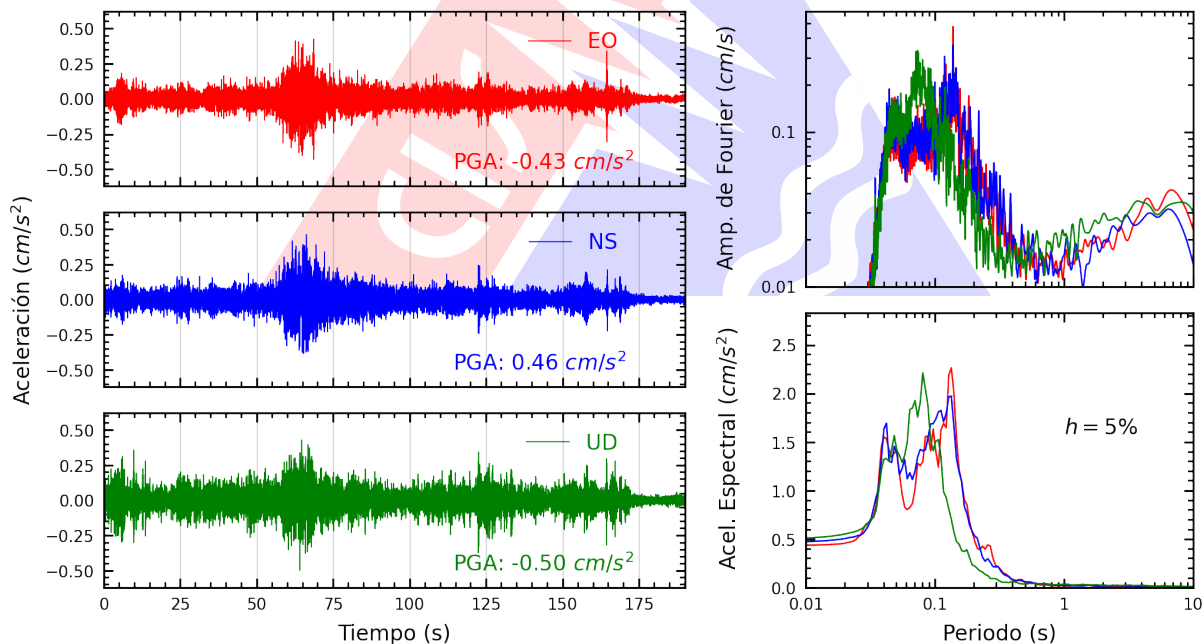 Aceleración (cm/s²)
0.50
0.25
0.00
−0.25
−0.50
EO
PGA: -0.43 cm/s²
0.50
0.25
0.00
−0.25
−0.50
NS
PGA: 0.46 cm/s²
0.50
0.25
0.00
−0.25
−0.50
UD
PGA: -0.50 cm/s²
0 25 50 75 100 125 150 175
Tiempo (s)
Amp. de Fourier (cm/s)
0.1
0.01
Acel. Espectral (cm/s²)
2.5
2.0
1.5
1.0
0.5
0.0
h = 5%
0.01 0.1 1 10
Periodo (s)